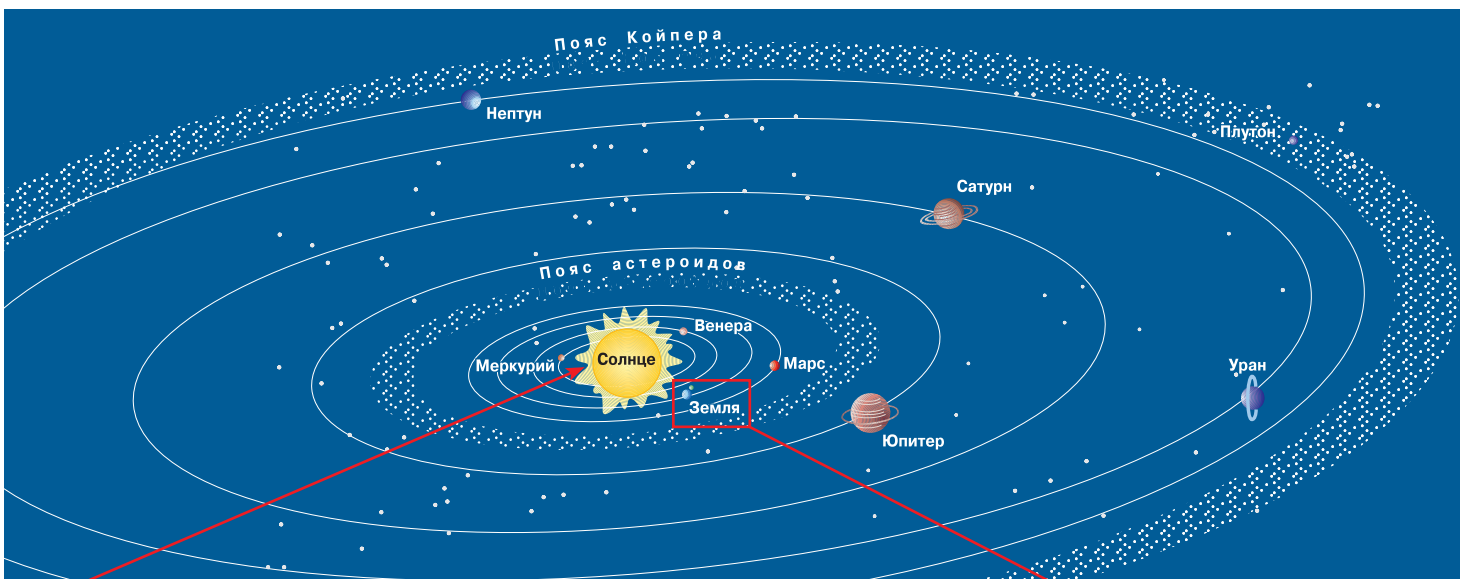 Пояс Койпера
Нептун
Плутон
Сатурн
Пояс астероидов
Венера
Меркурий
Солнце
Марс
Уран
Земля
Юпитер